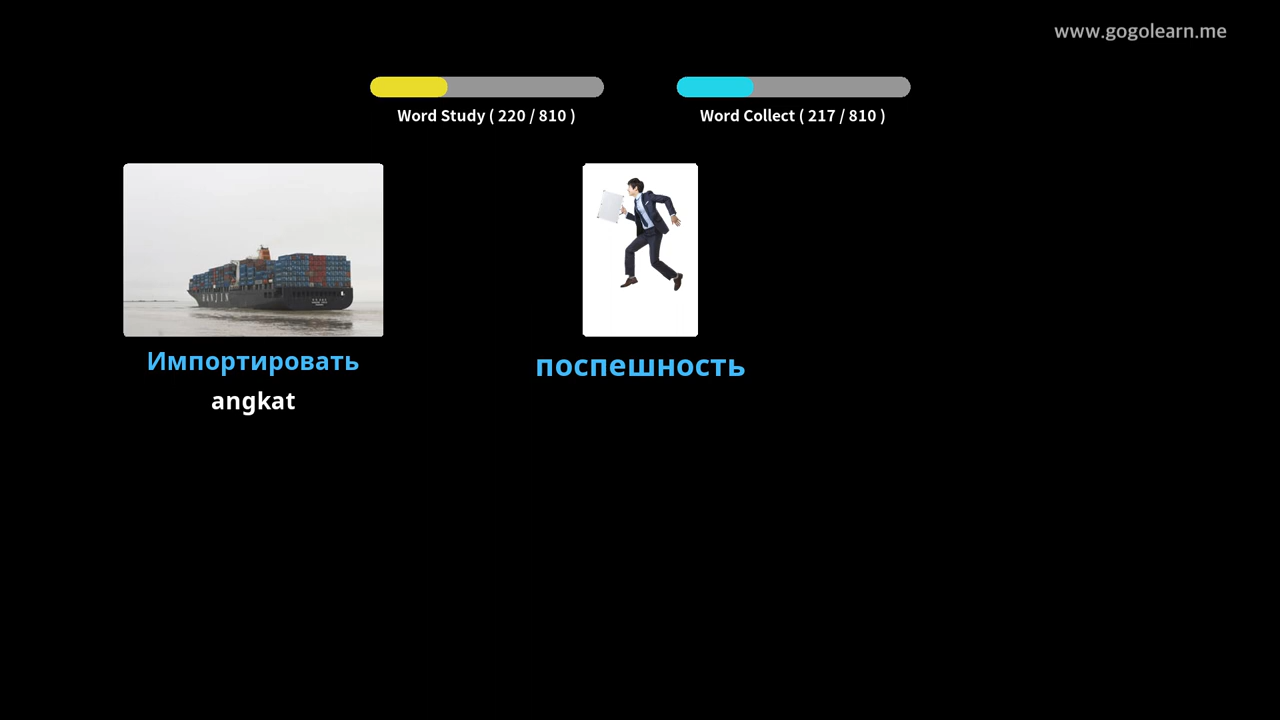 www.gogolearn.me
Word Study ( 220 / 810 )
Word Collect ( 217 / 810 )
Импортировать
angkat
поспешность